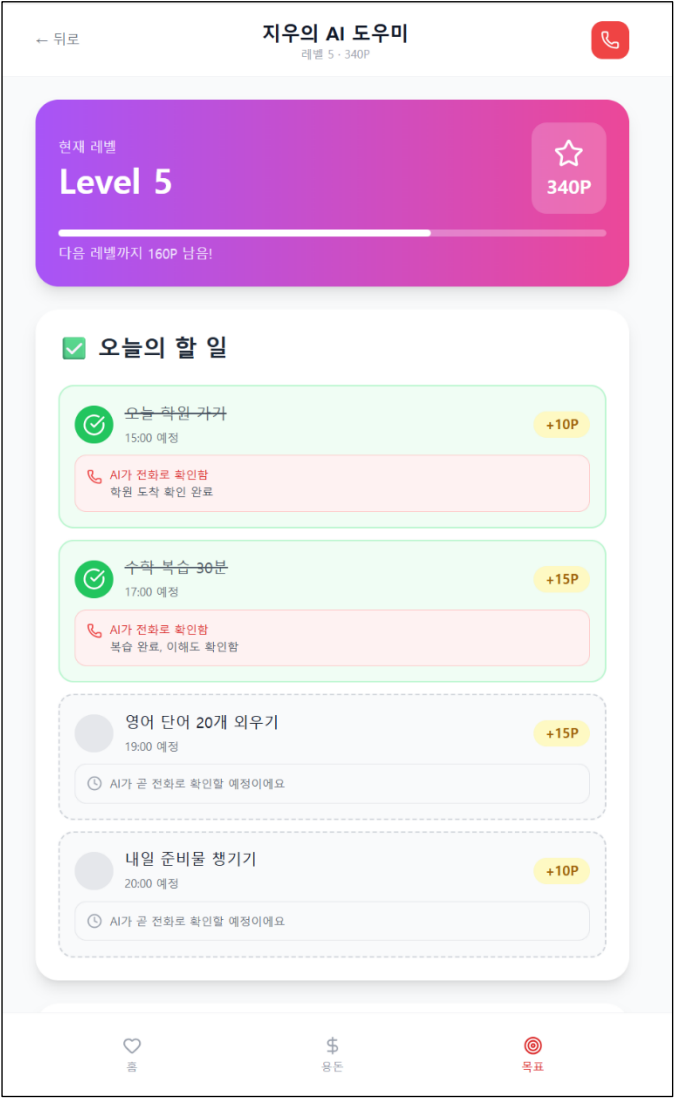 ← 뒤로
지우의 AI 도우미
레벨 5 · 340P
현재 레벨
Level 5
340P
다음 레벨까지 160P 남음!
오늘의 할 일
오늘 학원 가기
15:00 예정
+10P
AI가 전화로 확인함
학원 도착 확인 완료
수학 복습 30분
17:00 예정
+15P
AI가 전화로 확인함
복습 완료, 이해도 확인함
영어 단어 20개 외우기
19:00 예정
+15P
AI가 곧 전화로 확인할 예정이에요
내일 준비물 챙기기
20:00 예정
+10P
AI가 곧 전화로 확인할 예정이에요
홈
용돈
목표